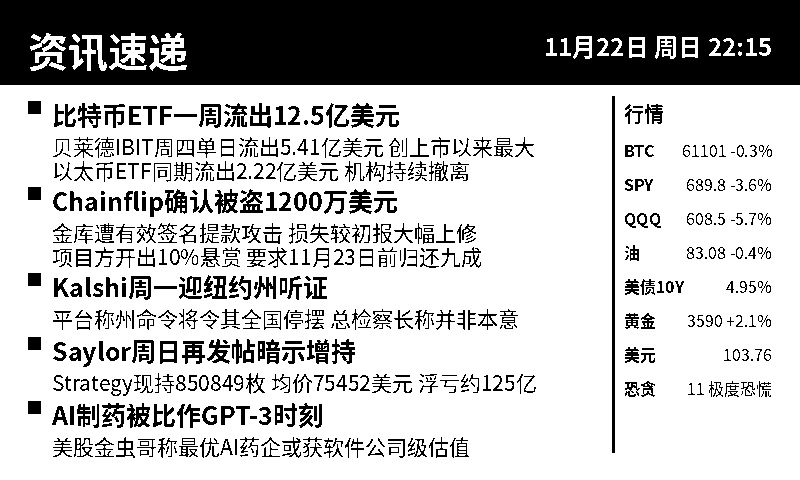 资讯速递
11月22日 周日 22:15
比特币ETF一周流出12.5亿美元
贝莱德IBIT周四单日流出5.41亿美元 创上市以来最大
以太币ETF同期流出2.22亿美元 机构持续撤离
Chainflip确认被盗1200万美元
金库遭有效签名提款攻击 损失较初报大幅上修
项目方开出10%悬赏 要求11月23日前归还九成
Kalshi周一迎纽约州听证
平台称州命令将令其全国停摆 总检察长称并非本意
Saylor周日再发帖暗示增持
Strategy现持850849枚 均价75452美元 浮亏约125亿
AI制药被比作GPT-3时刻
美股金虫哥称最优AI药企或获软件公司级估值
行情
BTC 61101 -0.3%
SPY 689.8 -3.6%
QQQ 608.5 -5.7%
油 83.08 -0.4%
美债10Y 4.95%
黄金 3590 +2.1%
美元 103.76
恐贪 11 极度恐慌